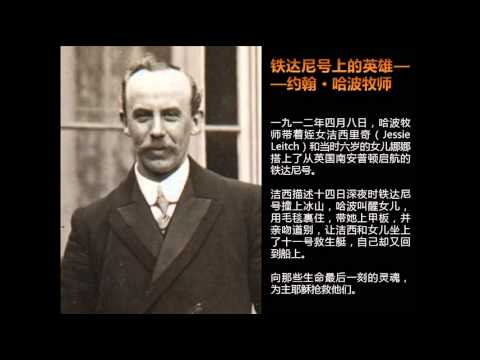 铁达尼号上的英雄—
—约翰·哈波牧师
一九一二年四月八日，哈波牧
师带着姪女洁西里奇（Jessie
Leitch）和当时六岁的女儿娜娜
搭上了从英国南安普顿启航的
铁达尼号。
洁西描述十四日深夜时铁达尼
号撞上冰山，哈波叫醒女儿，
用毛毯裹住，带她上甲板，并
亲吻道别，让洁西和女儿坐上
了十一号救生艇，自己却又回
到船上。
向那些生命最后一刻的灵魂，
为主耶稣抢救他们。